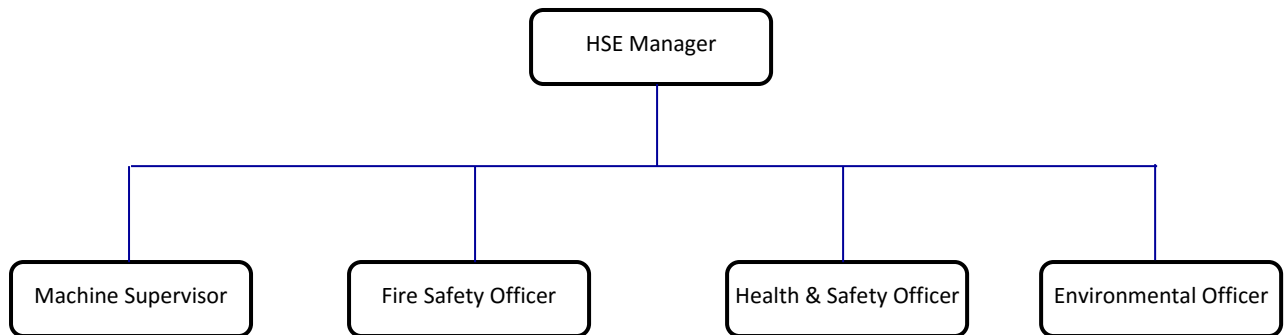 HSE Manager
Machine Supervisor
Fire Safety Officer
Health & Safety Officer
Environmental Officer